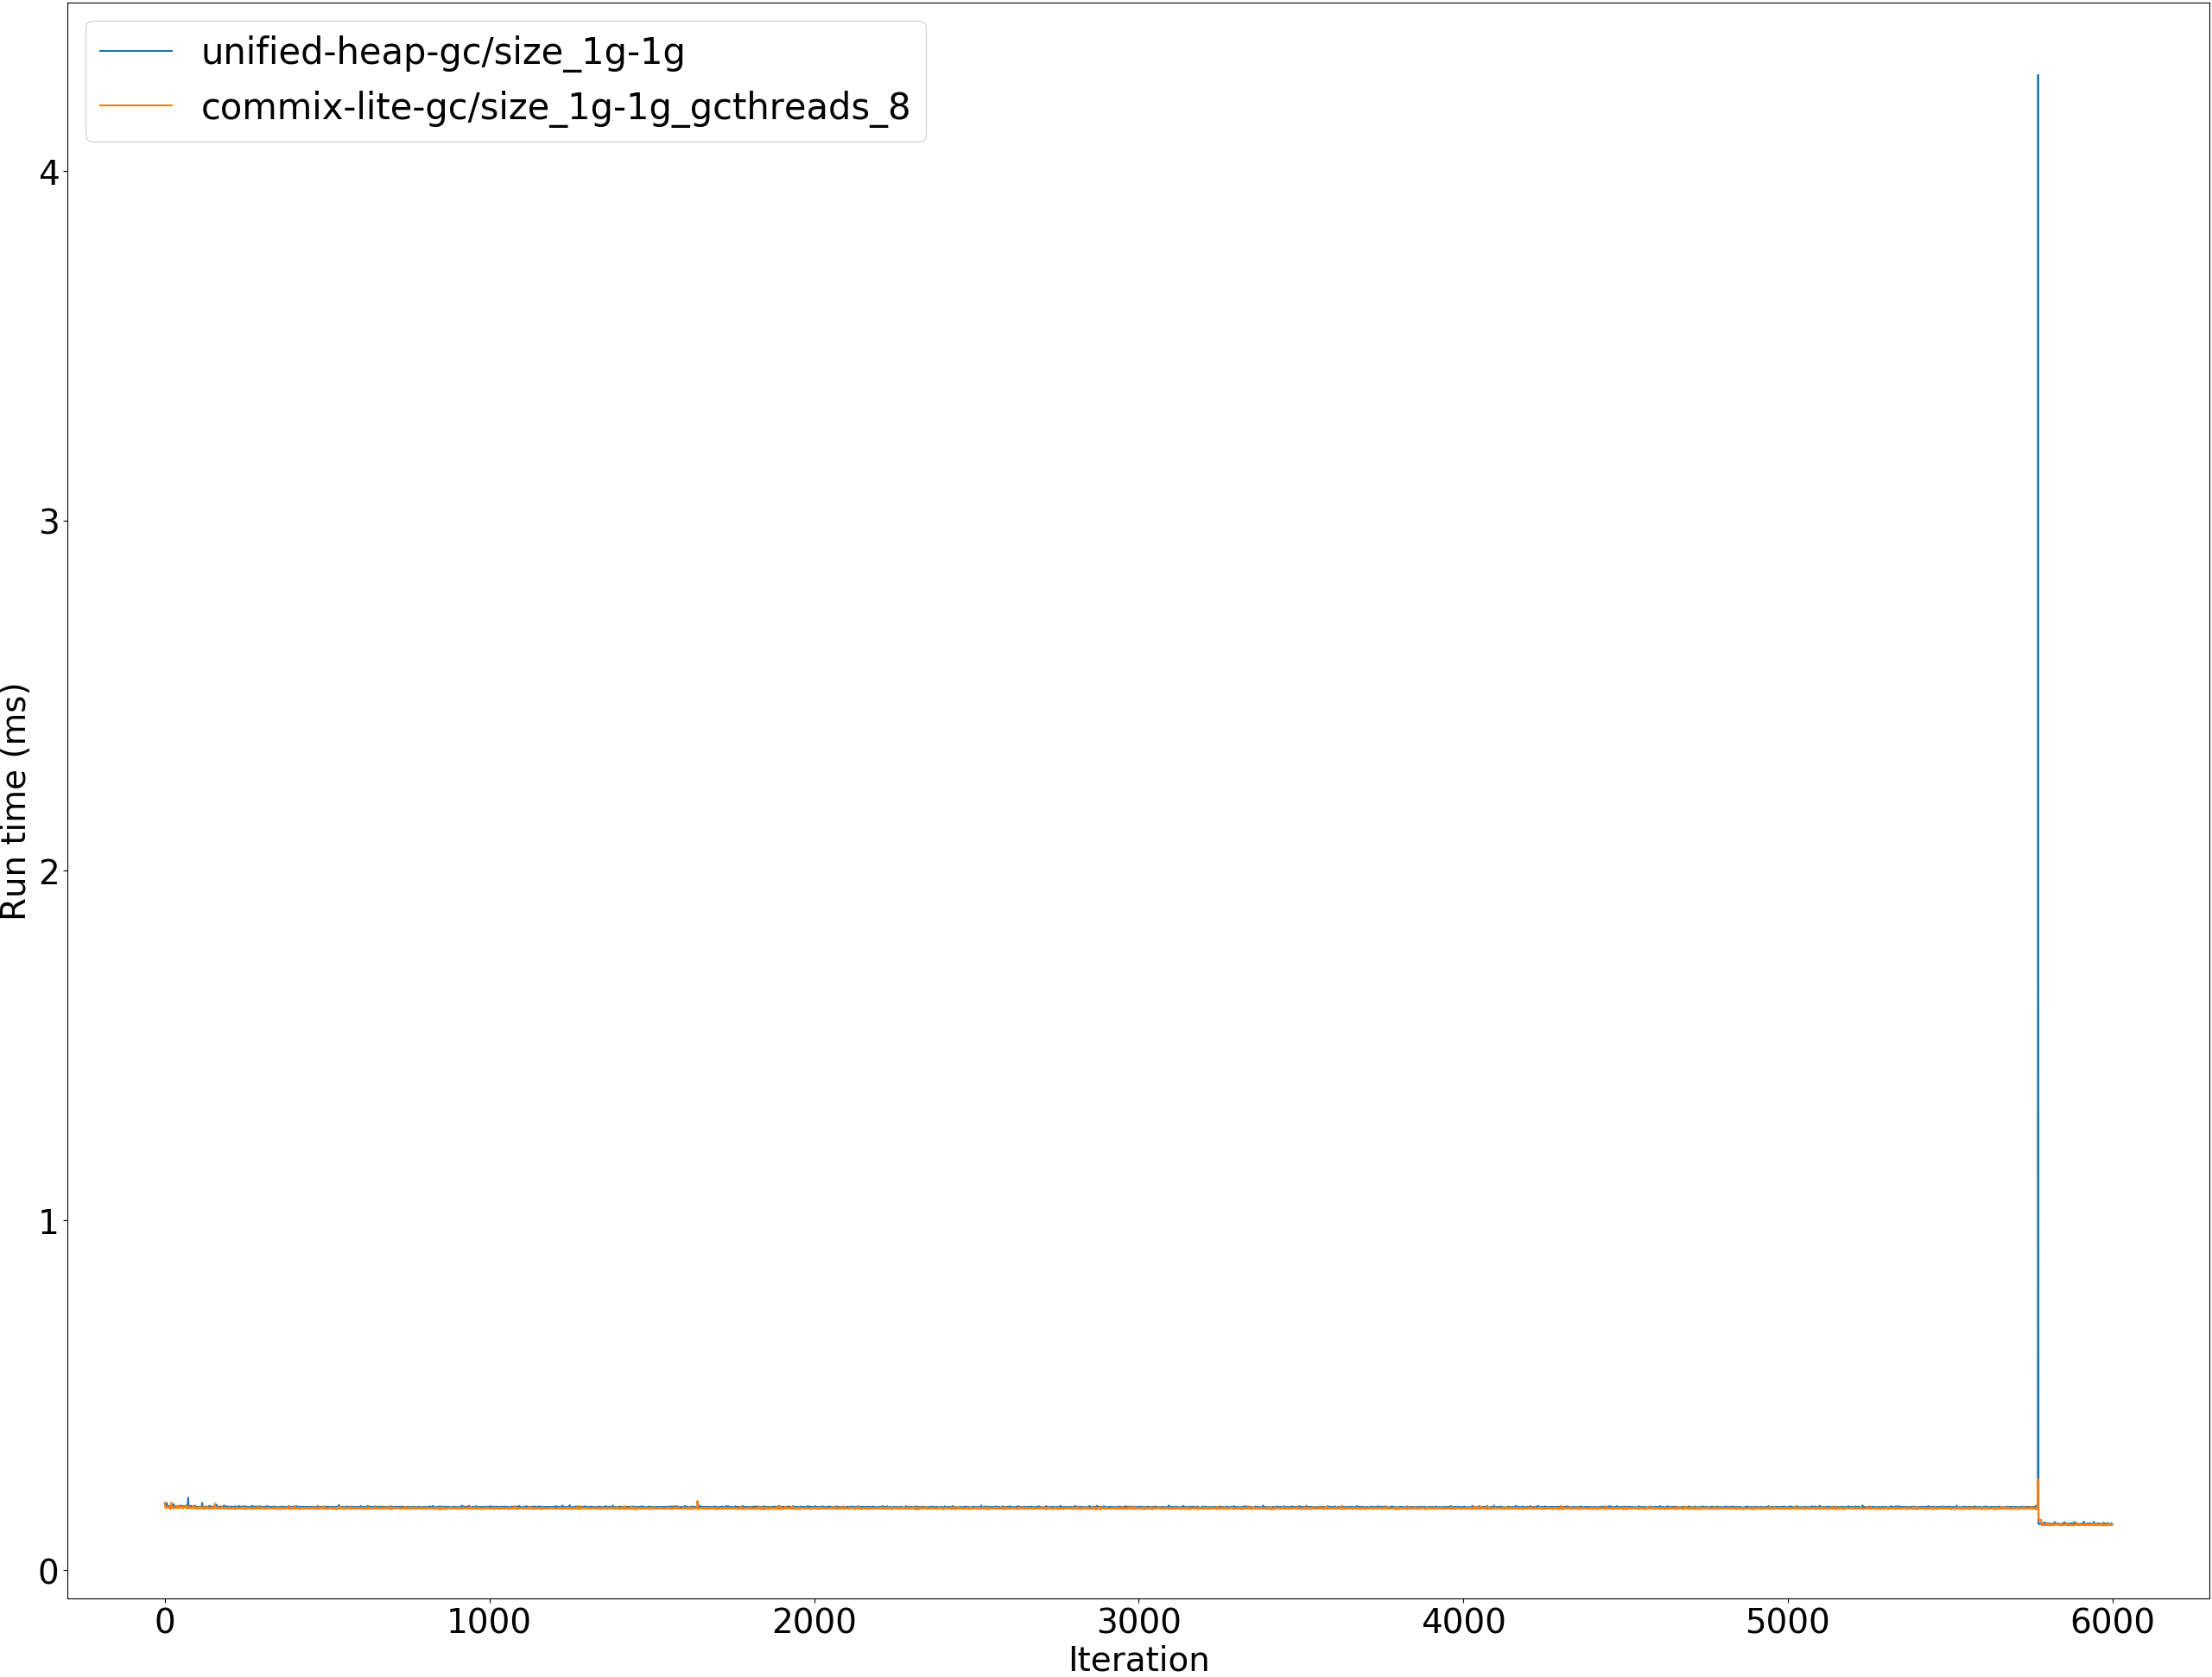 unified-heap-gc/size_1g-1g
commix-lite-gc/size_1g-1g_gcthreads_8
4
3
2
1
0
Run time (ms)
0 1000 2000 3000 4000 5000 6000
Iteration